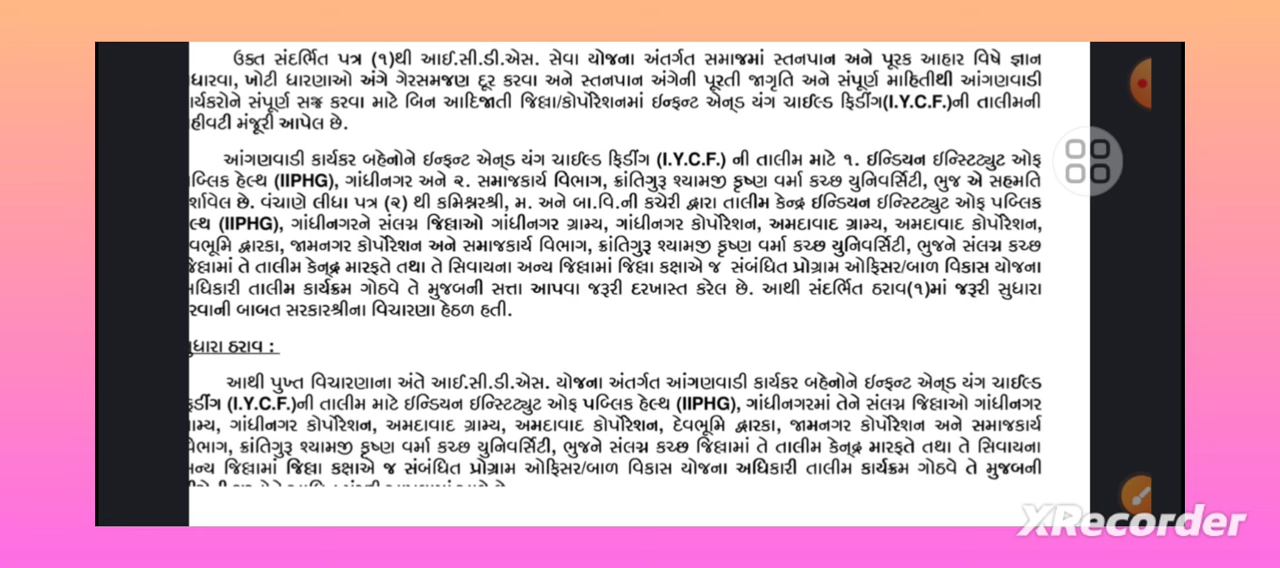 ઉક્ત સંદર્ભિત પત્ર (૧)થી આઈ.સી.ડી.એસ. સેવા યોજના અંતર્ગત સમાજમાં સ્તનપાન અને પૂરક આહાર વિષે જ્ઞાન
ધારવા, ખોટી ધારણાઓ અંગે ગેરસમજણ દૂર કરવા અને સ્તનપાન અંગેની પૂરતી જાગૃતિ અને સંપૂર્ણ માહિતીથી આંગણવાડી
ાર્યકરોને સંપૂર્ણ સજ્જ કરવા માટે બિન આદિજાતી જિલ્લા/કોર્પોરેશનમાં ઇન્ફન્ટ એન્ડ યંગ ચાઈલ્ડ ફિડીંગ(I.Y.C.F.)ની તાલીમની
હીવટી મંજૂરી આપેલ છે.
આંગણવાડી કાર્યકર બહેનોને ઇન્ફન્ટ એન્ડ યંગ ચાઈલ્ડ ફિડીંગ (I.Y.C.F.) ની તાલીમ માટે ૧. ઇન્ડિયન ઇન્સ્ટિટ્યુટ ઓફ
બ્લિક હેલ્થ (IIPHG), ગાંધીનગર અને ૨. સમાજકાર્ય વિભાગ, ક્રાંતિગુરૂ શ્યામજી કૃષ્ણ વર્મા કચ્છ યુનિવર્સિટી, ભુજ એ સહમતિ
ર્શાવેલ છે. વંચાણે લીધા પત્ર (૨) થી કમિશ્નરશ્રી, મ. અને બા.વિ.ની કચેરી દ્વારા તાલીમ કેન્દ્ર ઇન્ડિયન ઇન્સ્ટિટ્યુટ ઓફ પબ્લિક
લ્થ (IIPHG), ગાંધીનગરને સંલગ્ન જિલ્લાઓ ગાંધીનગર ગ્રામ્ય, ગાંધીનગર કોર્પોરેશન, અમદાવાદ ગ્રામ્ય, અમદાવાદ કોર્પોરેશન,
વભૂમિ દ્વારકા, જામનગર કોર્પોરેશન અને સમાજકાર્ય વિભાગ, ક્રાંતિગુરૂ શ્યામજી કૃષ્ણ વર્મા કચ્છ યુનિવર્સિટી, ભુજને સંલગ્ન કચ્છ
જિલ્લામાં તે તાલીમ કેન્દ્ર મારફતે તથા તે સિવાયના અન્ય જિલ્લામાં જિલ્લા કક્ષાએ જ સંબંધિત પ્રોગ્રામ ઓફિસર/બાળ વિકાસ યોજના
ધિકારી તાલીમ કાર્યક્રમ ગોઠવે તે મુજબની સત્તા આપવા જરૂરી દરખાસ્ત કરેલ છે. આથી સંદર્ભિત ઠરાવ(૧)માં જરૂરી સુધારા
રવાની બાબત સરકારશ્રીના વિચારણા હેઠળ હતી.
ુધારા ઠરાવ :
આથી પુખ્ત વિચારણાના અંતે આઈ.સી.ડી.એસ. યોજના અંતર્ગત આંગણવાડી કાર્યકર બહેનોને ઇન્ફન્ટ એન્ડ યંગ ચાઈલ્ડ
ફિડીંગ (I.Y.C.F.)ની તાલીમ માટે ઇન્ડિયન ઇન્સ્ટિટ્યુટ ઓફ પબ્લિક હેલ્થ (IIPHG), ગાંધીનગરમાં તેને સંલગ્ન જિલ્લાઓ ગાંધીનગર
ામ્ય, ગાંધીનગર કોર્પોરેશન, અમદાવાદ ગ્રામ્ય, અમદાવાદ કોર્પોરેશન, દેવભૂમિ દ્વારકા, જામનગર કોર્પોરેશન અને સમાજકાર્ય
વિભાગ, ક્રાંતિગુરૂ શ્યામજી કૃષ્ણ વર્મા કચ્છ યુનિવર્સિટી, ભુજને સંલગ્ન કચ્છ જિલ્લામાં તે તાલીમ કેન્દ્ર મારફતે તથા તે સિવાયના
ન્ય જિલ્લામાં જિલ્લા કક્ષાએ જ સંબંધિત પ્રોગ્રામ ઓફિસર/બાળ વિકાસ યોજના અધિકારી તાલીમ કાર્યક્રમ ગોઠવે તે મુજબની
XRecorder